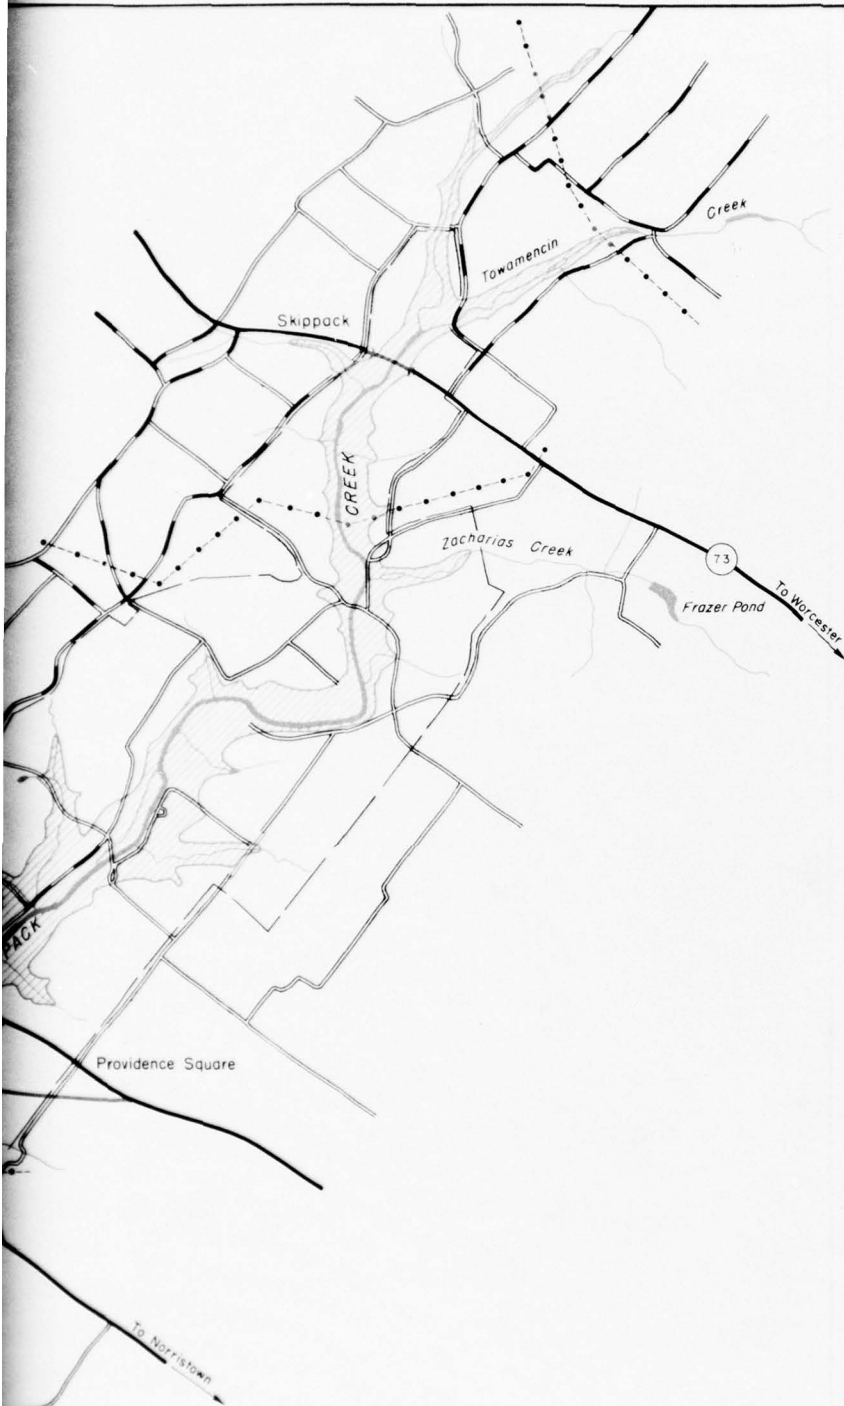 Creek
Towamencin
Skippack
CREEK
Zacharias Creek
73
To Worcester
Frazer Pond
PACK
Providence Square
To Norristown